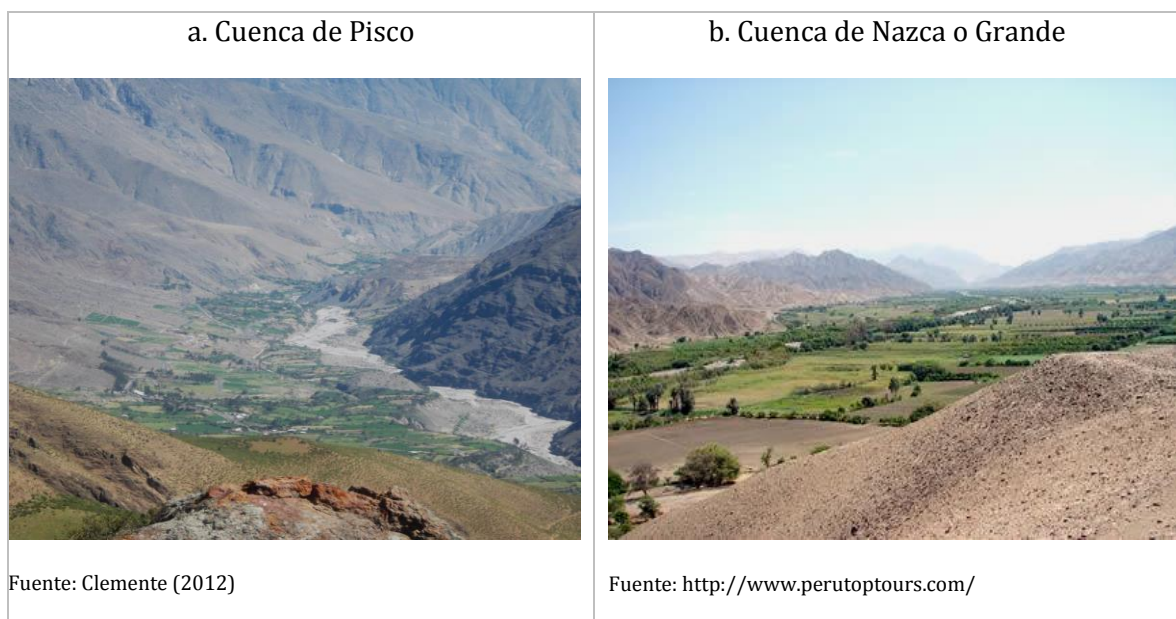 a. Cuenca de Pisco
b. Cuenca de Nazca o Grande
Fuente: Clemente (2012)
Fuente: http://www.perutoptours.com/